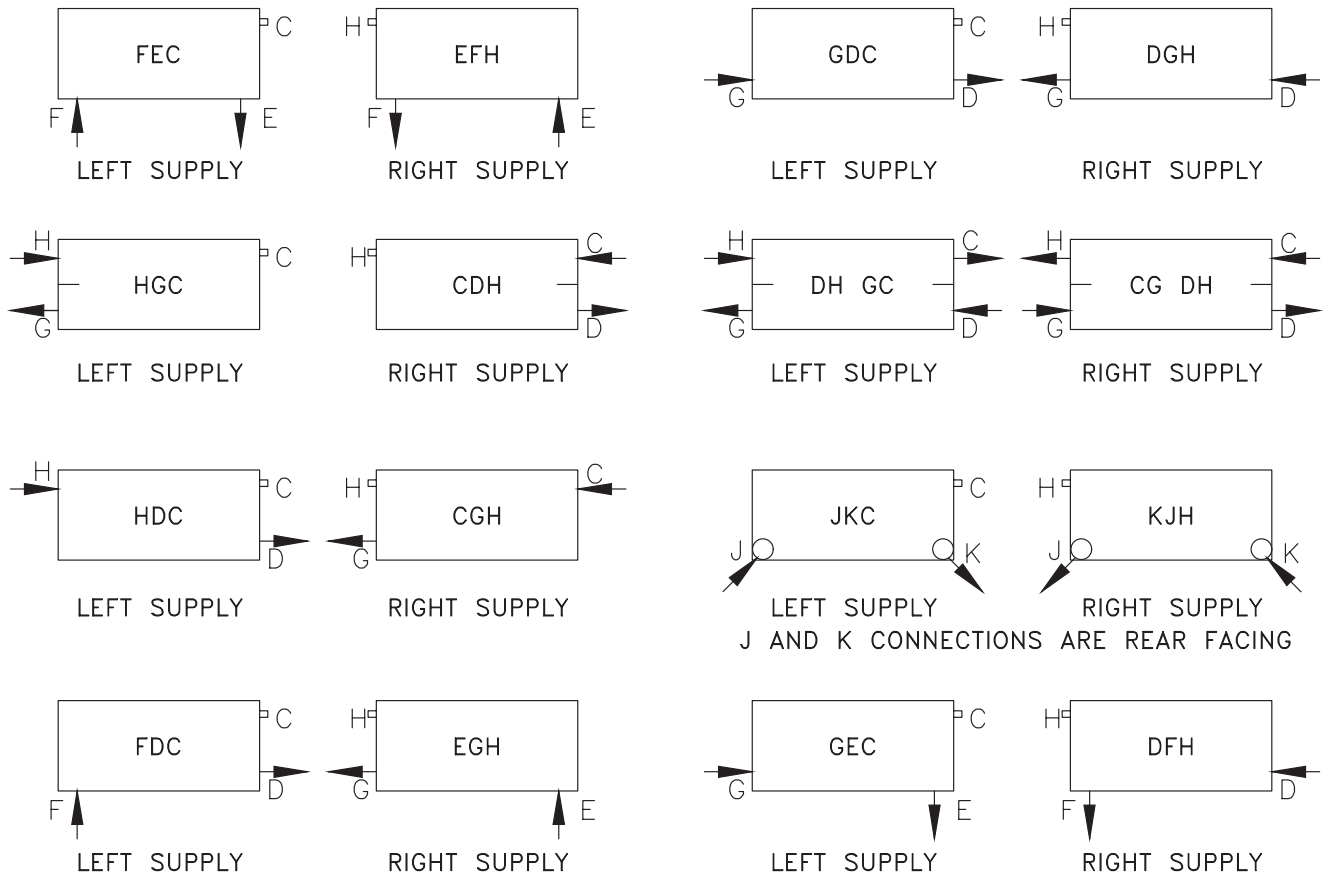 C H C H
FEC EFH GDC DGH
F E F E G D G D
LEFT SUPPLY RIGHT SUPPLY LEFT SUPPLY RIGHT SUPPLY
H C H C H C H C
HGC CDH DH GC CG DH
G D G D G D
LEFT SUPPLY RIGHT SUPPLY LEFT SUPPLY RIGHT SUPPLY
H C H C C H
HDC CGH JKC KJH
D G J K J K
LEFT SUPPLY RIGHT SUPPLY LEFT SUPPLY RIGHT SUPPLY
J AND K CONNECTIONS ARE REAR FACING
C H C H
FDC EGH GEC DFH
F D G E G E F D
LEFT SUPPLY RIGHT SUPPLY LEFT SUPPLY RIGHT SUPPLY